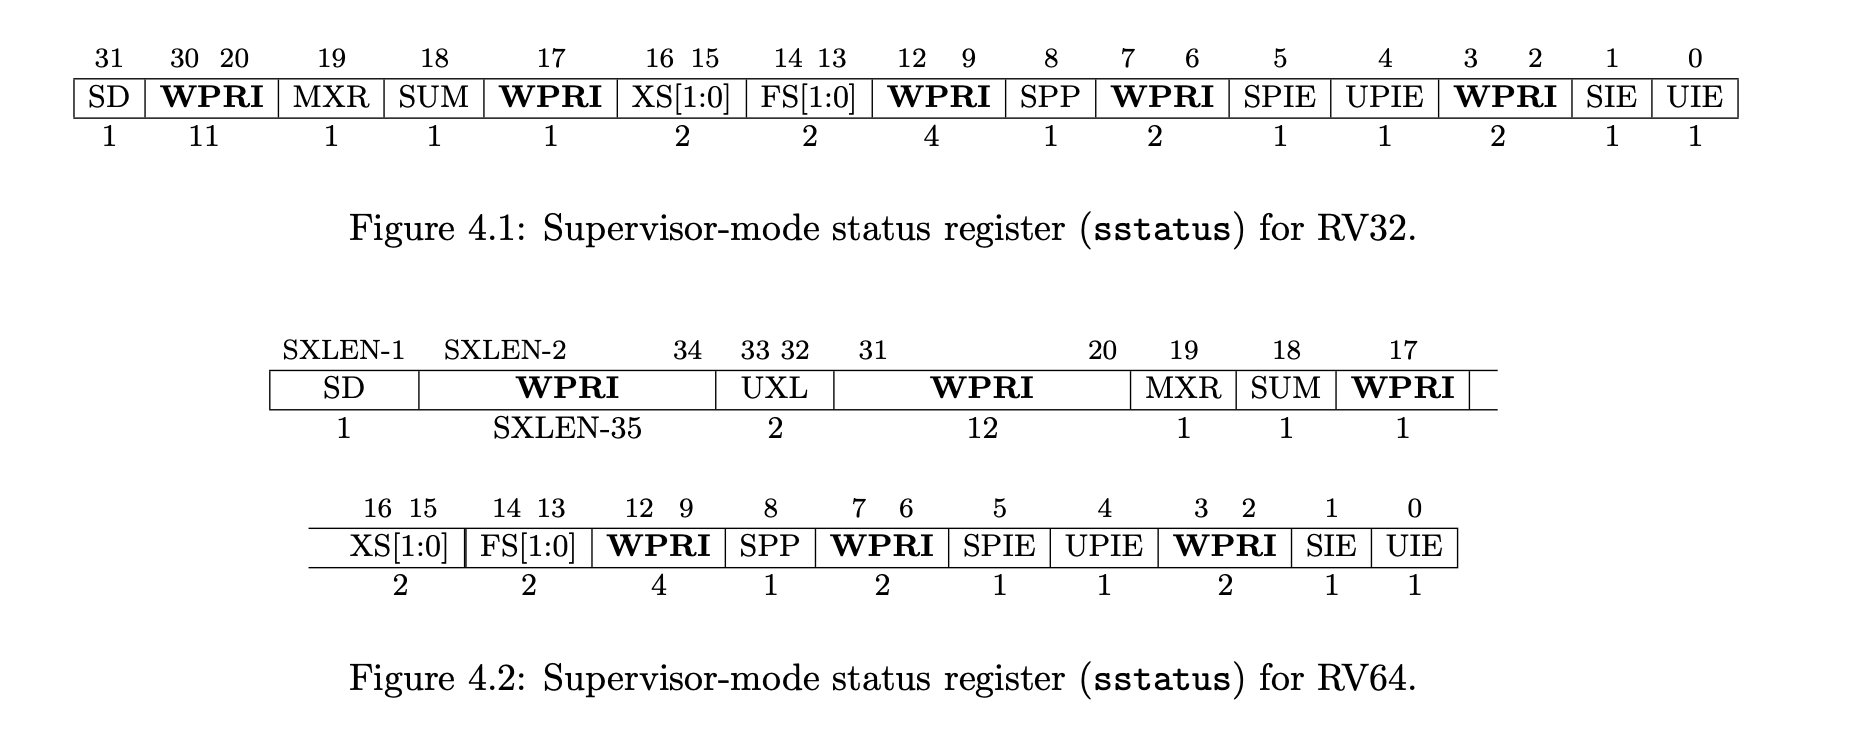 31 30 20 19 18 17 16 15 14 13 12 9 8 7 6 5 4 3 2 1 0
SD WPRI MXR SUM WPRI XS[1:0] FS[1:0] WPRI SPP WPRI SPIE UPIE WPRI SIE UIE
1 11 1 1 1 2 2 4 1 2 1 1 2 1 1
Figure 4.1: Supervisor-mode status register (sstatus) for RV32.
SXLEN-1 SXLEN-2 34 33 32 31 20 19 18 17
SD WPRI UXL WPRI MXR SUM WPRI
1 SXLEN-35 2 12 1 1 1
16 15 14 13 12 9 8 7 6 5 4 3 2 1 0
XS[1:0] FS[1:0] WPRI SPP WPRI SPIE UPIE WPRI SIE UIE
2 2 4 1 2 1 1 2 1 1
Figure 4.2: Supervisor-mode status register (sstatus) for RV64.